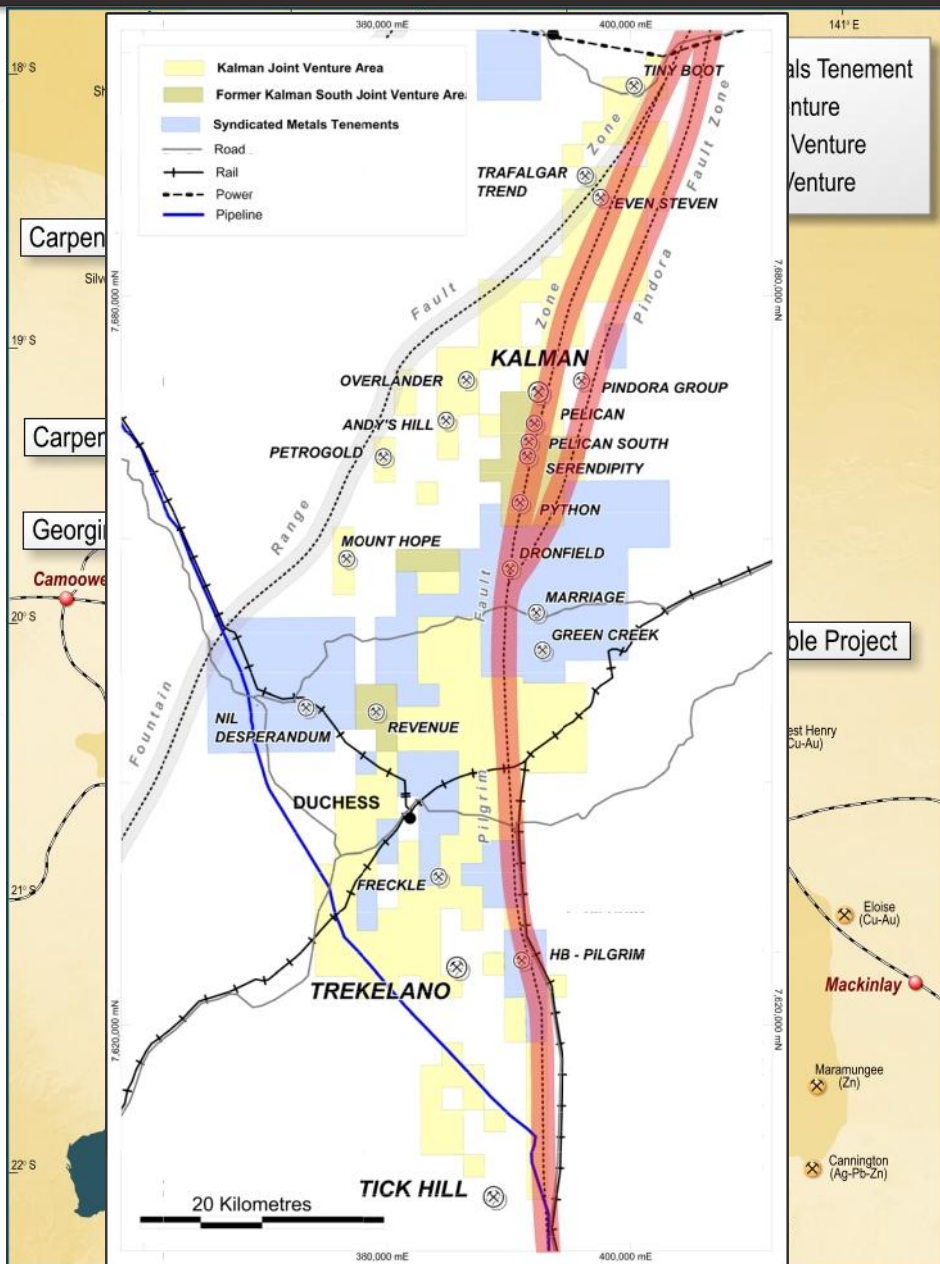 380,000 mE
400,000 mE
141° E
18° S
Kalman Joint Venture Area
Former Kalman South Joint Venture Area
Syndicated Metals Tenements
Road
Rail
Power
Pipeline
Tenement
Venture
TINY BOOT
Zone
Fault Zone
TRAFALGAR
TREND
EVEN STEVEN
Carpen
Silve
7,680,000 mN
Pindora
7,680,000 mN
Fault
Zone
19° S
KALMAN
OVERLANDER
PINDORA GROUP
ANDY'S HILL
PELICAN
Carpen
PETROGOLD
PELICAN SOUTH
SERENDIPITY
Range
PYTHON
Georgi
MOUNT HOPE
DRONFIELD
Camoowe
Fault
MARRIAGE
20° S
GREEN CREEK
ble Project
Fountain
NIL
DESPERANDUM
REVENUE
est Henry
(Cu-Au)
DUCHESS
Pilgrim
21° S
FRECKLE
Eloise
(Cu-Au)
HB - PILGRIM
TREKELANO
Mackinlay
7,620,000 mN
7,620,000 mN
Maramungee
(Zn)
22° S
Cannington
(Ag-Pb-Zn)
TICK HILL
20 Kilometres
380,000 mE
400,000 mE